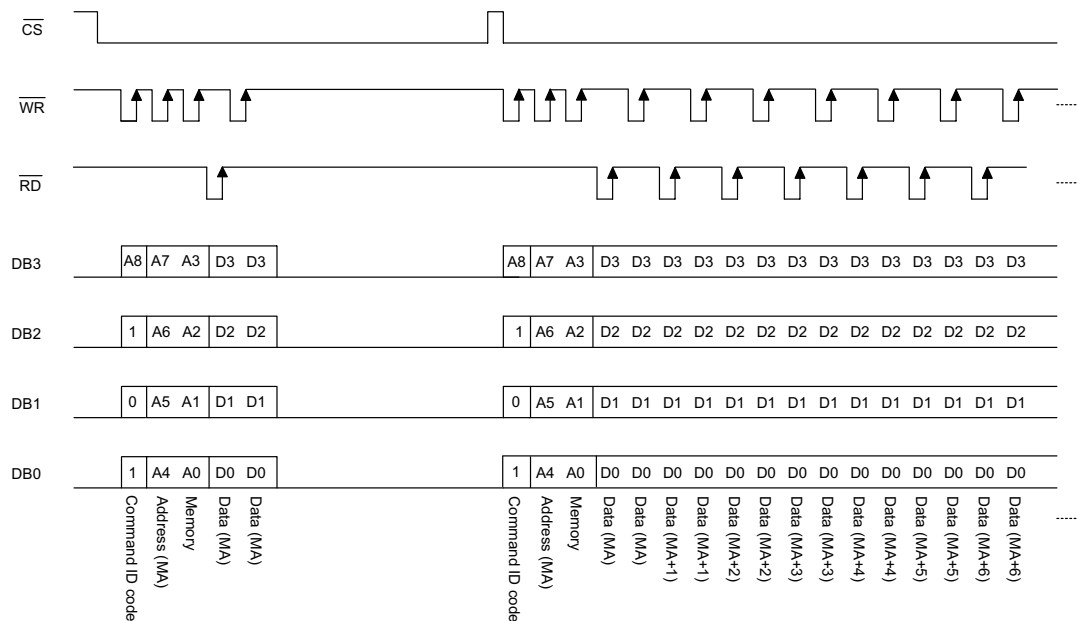 CS
WR
RD
DB3 A8 A7 A3 D3 D3 A8 A7 A3 D3 D3 D3 D3 D3 D3 D3 D3 D3 D3 D3 D3 D3 D3
DB2 1 A6 A2 D2 D2 1 A6 A2 D2 D2 D2 D2 D2 D2 D2 D2 D2 D2 D2 D2 D2 D2
DB1 0 A5 A1 D1 D1 0 A5 A1 D1 D1 D1 D1 D1 D1 D1 D1 D1 D1 D1 D1 D1 D1
DB0 1 A4 A0 D0 D0 1 A4 A0 D0 D0 D0 D0 D0 D0 D0 D0 D0 D0 D0 D0 D0 D0
Command ID code
Address (MA)
Memory
Data (MA)
Data (MA)
Command ID code
Address (MA)
Memory
Data (MA)
Data (MA)
Data (MA+1)
Data (MA+1)
Data (MA+2)
Data (MA+2)
Data (MA+3)
Data (MA+3)
Data (MA+4)
Data (MA+4)
Data (MA+5)
Data (MA+5)
Data (MA+6)
Data (MA+6)